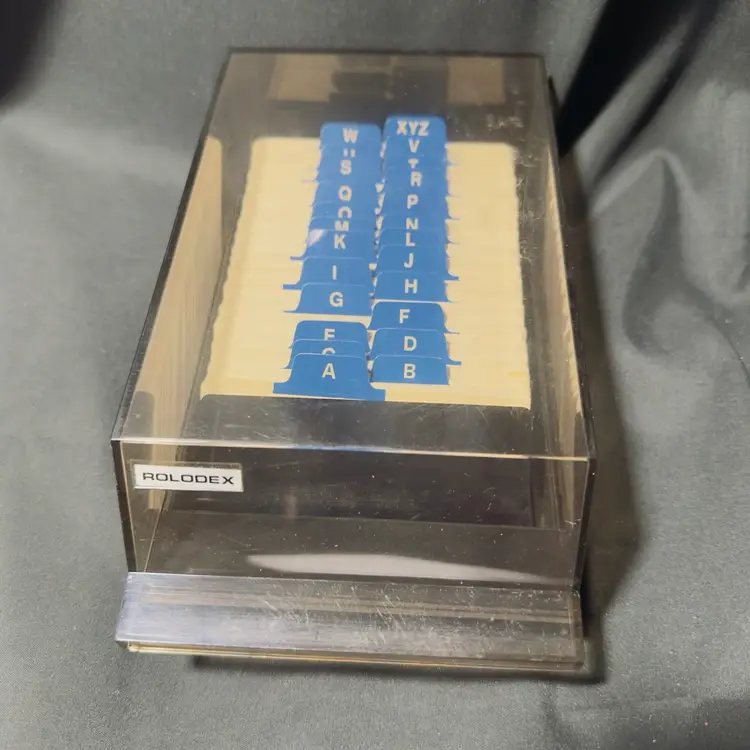 W XYZ
V
S T
R
Q P
O N
M L
K J
I H
G F
E D
A B
ROLODEX